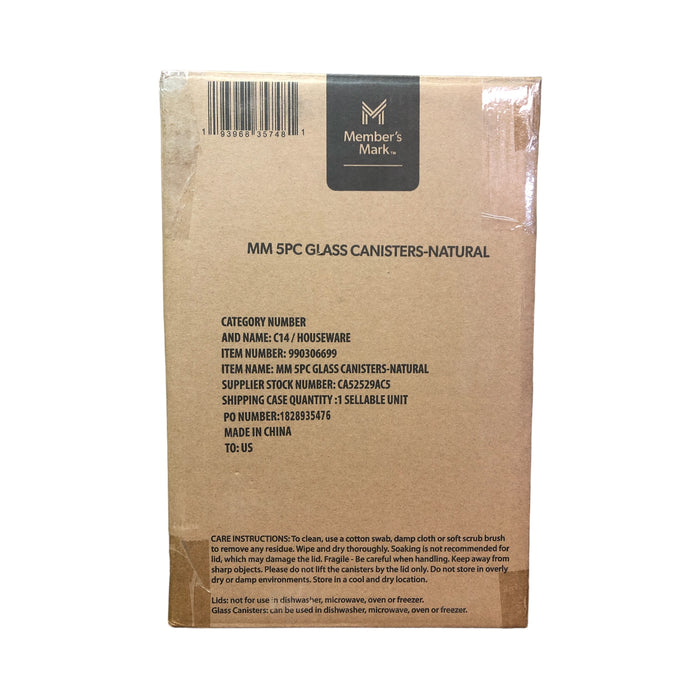 1 93968 35748 1
Member's
Mark™
MM 5PC GLASS CANISTERS-NATURAL
CATEGORY NUMBER
AND NAME: C14 / HOUSEWARE
ITEM NUMBER: 990306699
ITEM NAME: MM 5PC GLASS CANISTERS-NATURAL
SUPPLIER STOCK NUMBER: CA52529AC5
SHIPPING CASE QUANTITY :1 SELLABLE UNIT
PO NUMBER:1828935476
MADE IN CHINA
TO: US
CARE INSTRUCTIONS: To clean, use a cotton swab, damp cloth or soft scrub brush
to remove any residue. Wipe and dry thoroughly. Soaking is not recommended for
lid, which may damage the lid. Fragile - Be careful when handling. Keep away from
sharp objects. Please do not lift the canisters by the lid only. Do not store in overly
dry or damp environments. Store in a cool and dry location.
Lids: not for use in dishwasher, microwave, oven or freezer.
Glass Canisters: can be used in dishwasher, microwave, oven or freezer.